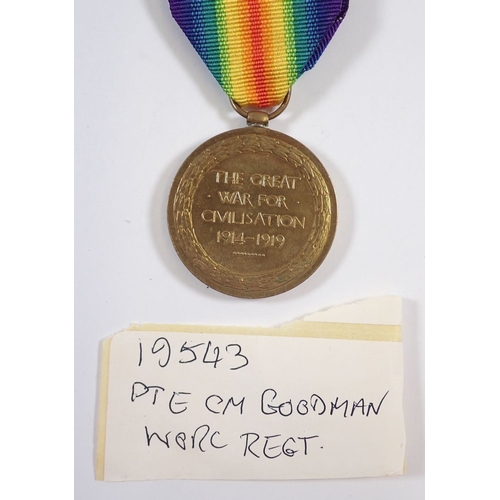 THE GREAT
· WAR FOR ·
CIVILISATION
1914-1919
19543
PTE CM GOODMAN
WORC REGT.